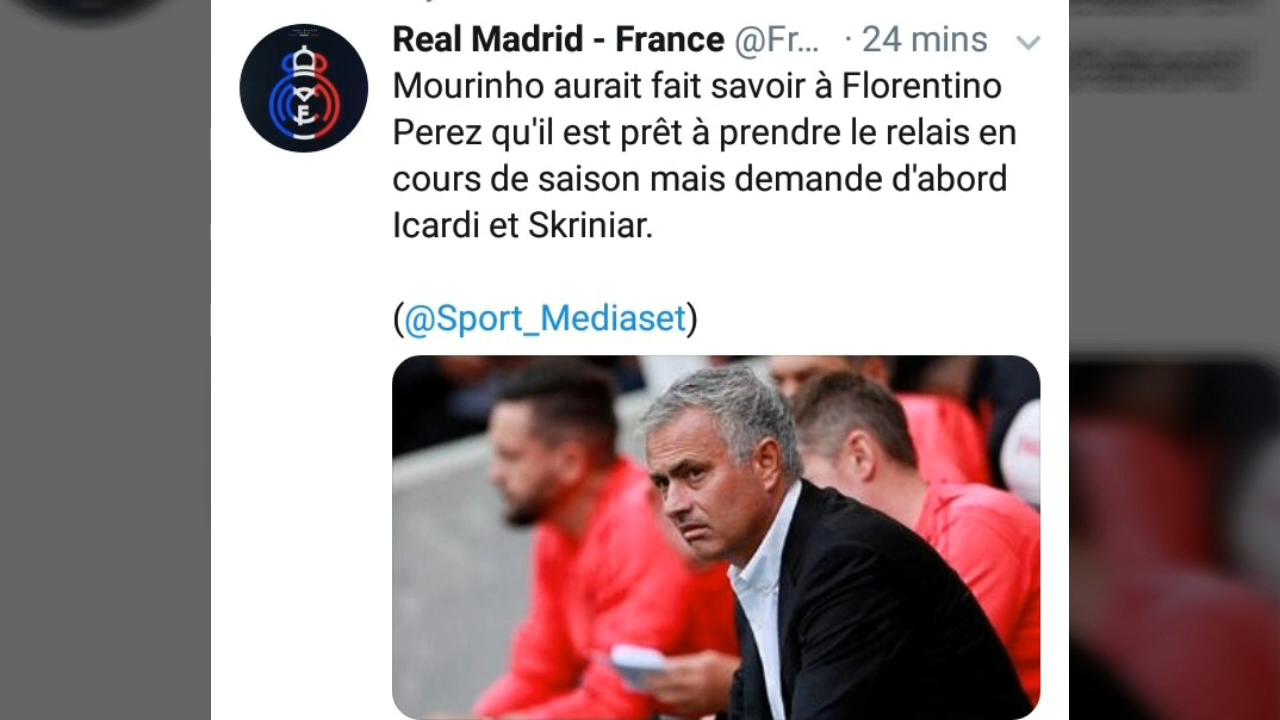 Real Madrid - France @Fr... · 24 mins
Mourinho aurait fait savoir à Florentino
Perez qu'il est prêt à prendre le relais en
cours de saison mais demande d'abord
Icardi et Skriniar.
(@Sport_Mediaset)